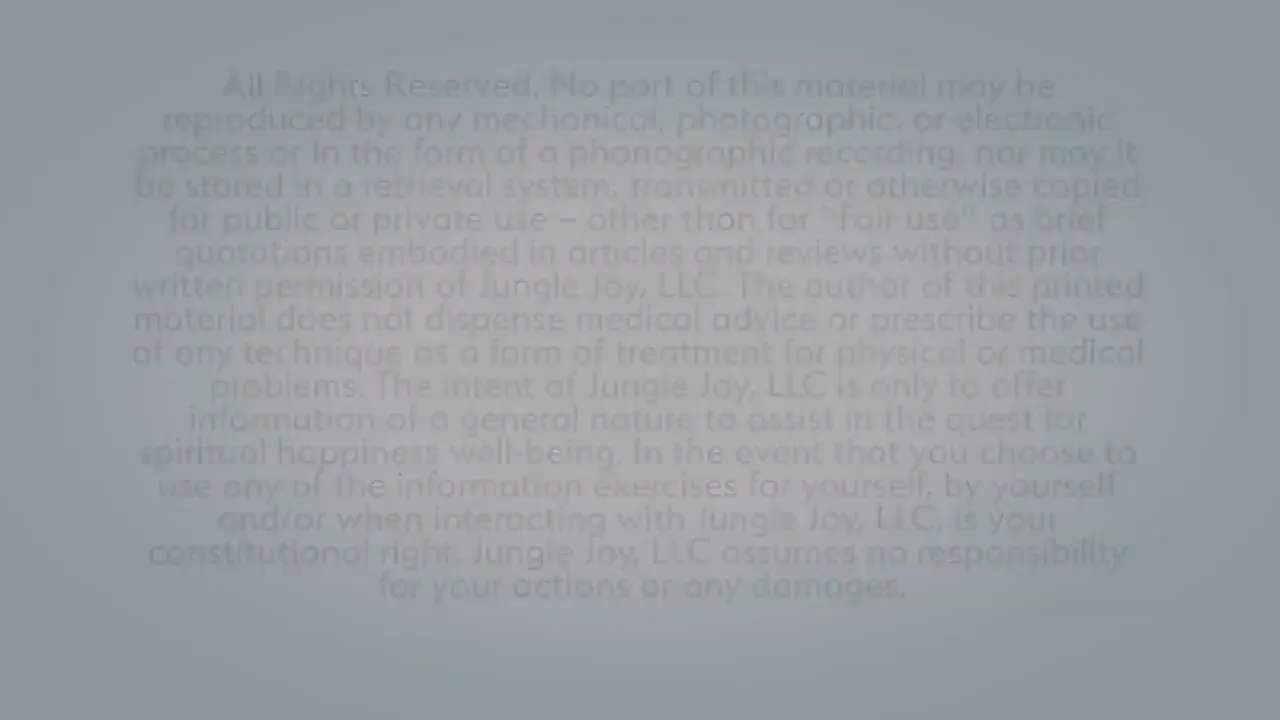 All Rights Reserved. No part of this material may be
reproduced by any mechanical, photographic, or electronic
process or in the form of a phonographic recording, nor may it
be stored in a retrieval system, transmitted or otherwise copied
for public or private use – other than for "fair use" as brief
quotations embodied in articles and reviews without prior
written permission of Jungle Joy, LLC. The author of this printed
material does not dispense medical advice or prescribe the use
of any technique as a form of treatment for physical or medical
problems. The intent of Jungle Joy, LLC is only to offer
information of a general nature to assist in the quest for
spiritual happiness well-being. In the event that you choose to
use any of the information exercises for yourself, by yourself
and/or when interacting with Jungle Joy, LLC, is your
constitutional right. Jungle Joy, LLC assumes no responsibility
for your actions or any damages.